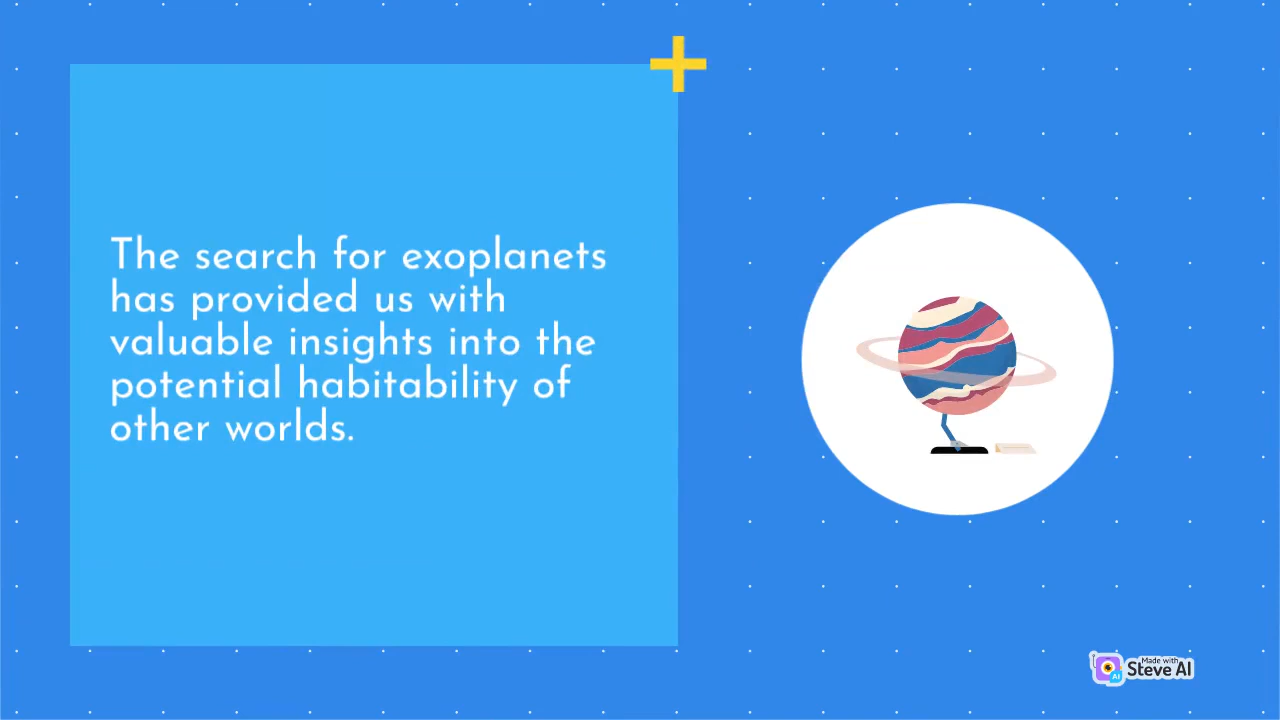 The search for exoplanets
has provided us with
valuable insights into the
potential habitability of
other worlds.
Made with
Steve AI
AI